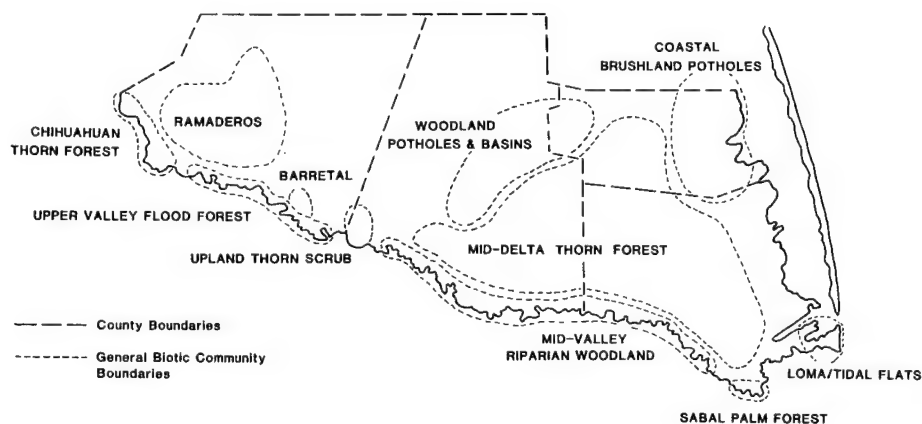 COASTAL
BRUSHLAND POTHOLES
RAMADEROS
WOODLAND
POTHOLES & BASINS
CHIHUAHUAN
THORN FOREST
BARRETAL
UPPER VALLEY FLOOD FOREST
UPLAND THORN SCRUB
MID-DELTA THORN FOREST
County Boundaries
General Biotic Community
Boundaries
MID-VALLEY
RIPARIAN WOODLAND
LOMA/TIDAL FLATS
SABAL PALM FOREST